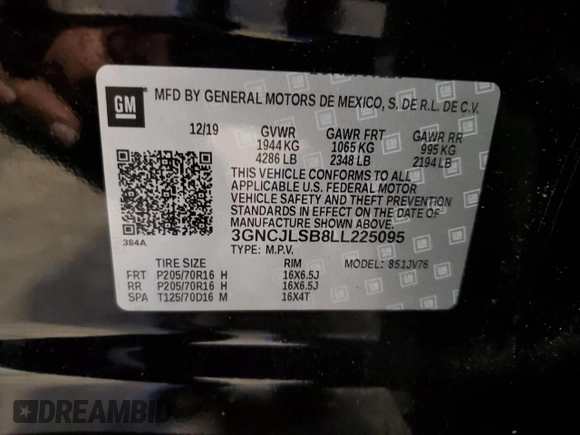 GM
MFD BY GENERAL MOTORS DE MEXICO, S. DE R.L. DE C.V.
12/19 GVWR GAWR FRT GAWR RR
1944 KG 1065 KG 995 KG
4286 LB 2348 LB 2194 LB
THIS VEHICLE CONFORMS TO ALL
APPLICABLE U.S. FEDERAL MOTOR
VEHICLE SAFETY AND THEFT PREVENTION
STANDARDS IN EFFECT ON THE DATE OF
MANUFACTURE SHOWN ABOVE.
384A 3GNCJLSB8LL225095
TYPE: M.P.V. MODEL: 851JV76
TIRE SIZE RIM
FRT P205/70R16 H 16X6.5J
RR P205/70R16 H 16X6.5J
SPA T125/70D16 M 16X4T
DREAMBID